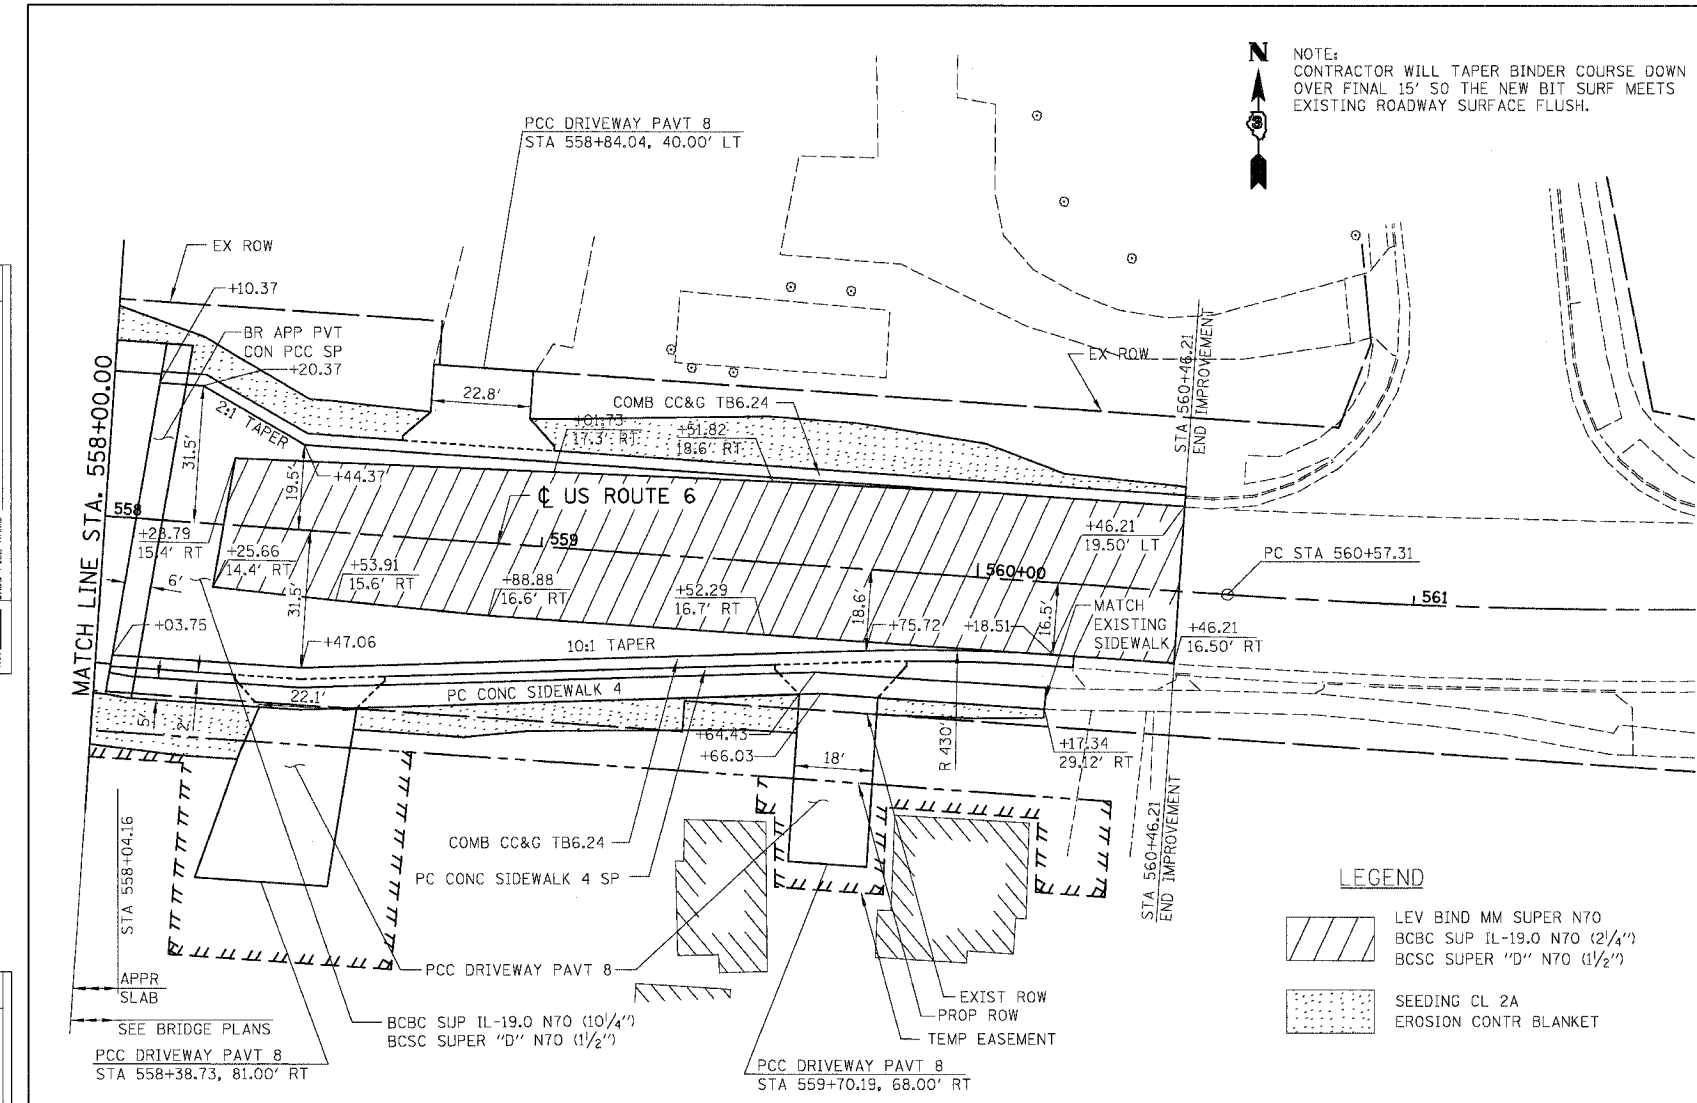 N
NOTE:
CONTRACTOR WILL TAPER BINDER COURSE DOWN
OVER FINAL 15' SO THE NEW BIT SURF MEETS
EXISTING ROADWAY SURFACE FLUSH.
3
PCC DRIVEWAY PAVT 8
STA 558+84.04, 40.00' LT
EX ROW
+10.37
BR APP PVT
CON PCC SP
+20.37
2:1 TAPER
31.5'
19.5'
+44.37
22.8'
COMB CC&G TB6.24
+01.73
17.3' RT
+51.82
18.6' RT
EX ROW
STA 560+46.21
END IMPROVEMENT
MATCH LINE STA. 558+00.00
558
℄ US ROUTE 6
559
560+00
561
PC STA 560+57.31
+46.21
19.50' LT
+23.79
15.4' RT
+25.66
14.4' RT
+53.91
15.6' RT
+88.88
16.6' RT
+52.29
16.7' RT
6'
31.5'
18.6'
16.5'
+75.72
+18.51
MATCH
EXISTING
SIDEWALK
+46.21
16.50' RT
+03.75
+47.06
10:1 TAPER
22.1'
PC CONC SIDEWALK 4
5'
2'
+64.43
+66.03
18'
R 430'
+17.34
29.12' RT
STA 558+04.16
COMB CC&G TB6.24
PC CONC SIDEWALK 4 SP
STA 560+46.21
END IMPROVEMENT
PCC DRIVEWAY PAVT 8
APPR
SLAB
SEE BRIDGE PLANS
BCBC SUP IL-19.0 N70 (10 1/4")
BCSC SUPER "D" N70 (1 1/2")
PCC DRIVEWAY PAVT 8
STA 558+38.73, 81.00' RT
EXIST ROW
PROP ROW
TEMP EASEMENT
PCC DRIVEWAY PAVT 8
STA 559+70.19, 68.00' RT
LEGEND
LEV BIND MM SUPER N70
BCBC SUP IL-19.0 N70 (2 1/4")
BCSC SUPER "D" N70 (1 1/2")
SEEDING CL 2A
EROSION CONTR BLANKET